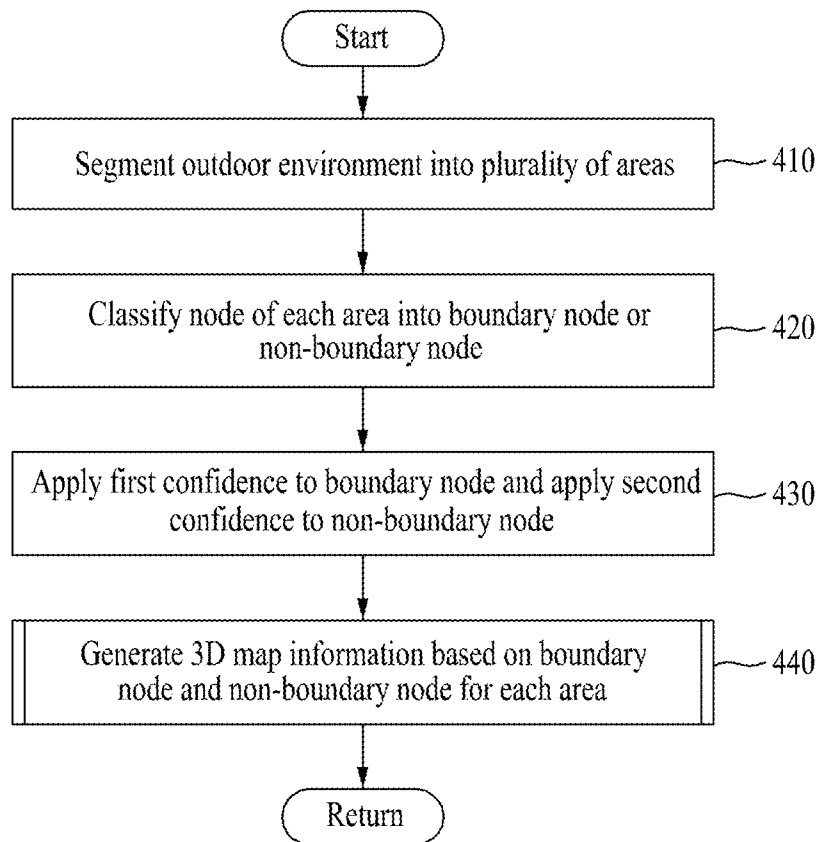 Start
Segment outdoor environment into plurality of areas
410
Classify node of each area into boundary node or
non-boundary node
420
Apply first confidence to boundary node and apply second
confidence to non-boundary node
430
Generate 3D map information based on boundary
node and non-boundary node for each area
440
Return